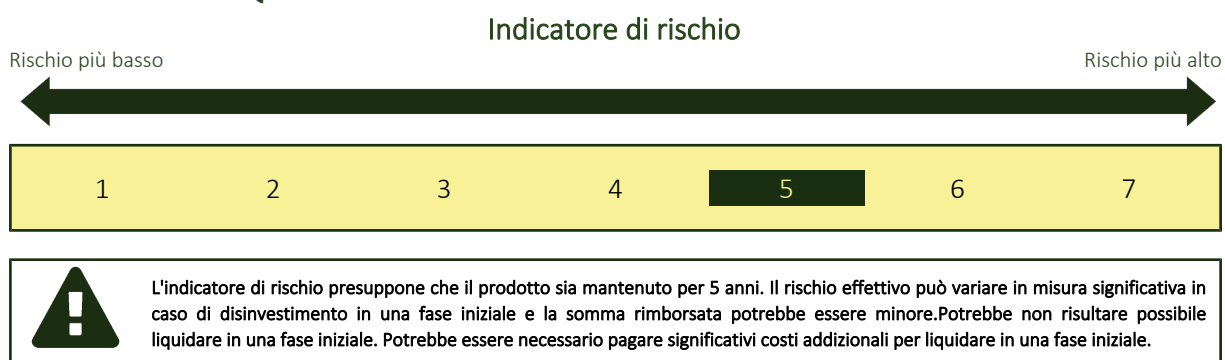 Indicatore di rischio
Rischio più basso Rischio più alto
1 2 3 4 5 6 7
L'indicatore di rischio presuppone che il prodotto sia mantenuto per 5 anni. Il rischio effettivo può variare in misura significativa in
caso di disinvestimento in una fase iniziale e la somma rimborsata potrebbe essere minore.Potrebbe non risultare possibile
liquidare in una fase iniziale. Potrebbe essere necessario pagare significativi costi addizionali per liquidare in una fase iniziale.